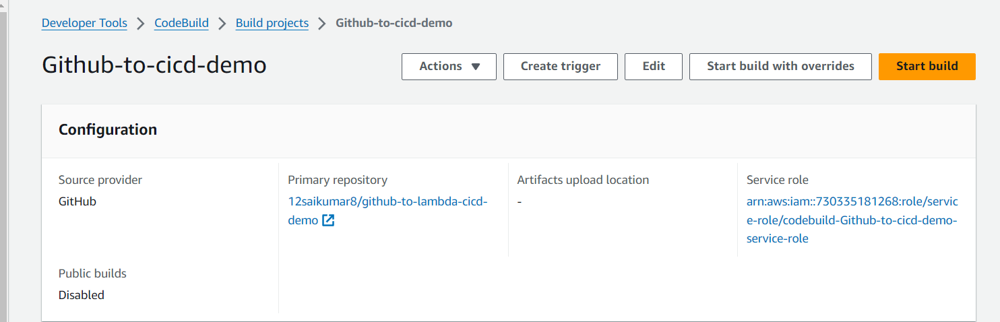 Developer Tools > CodeBuild > Build projects > Github-to-cicd-demo
Github-to-cicd-demo
Actions
Create trigger
Edit
Start build with overrides
Start build
Configuration
Source provider
GitHub
Primary repository
12saikumar8/github-to-lambda-cicd-
demo
Artifacts upload location
-
Service role
arn:aws:iam::730335181268:role/servic
e-role/codebuild-Github-to-cicd-demo-
service-role
Public builds
Disabled